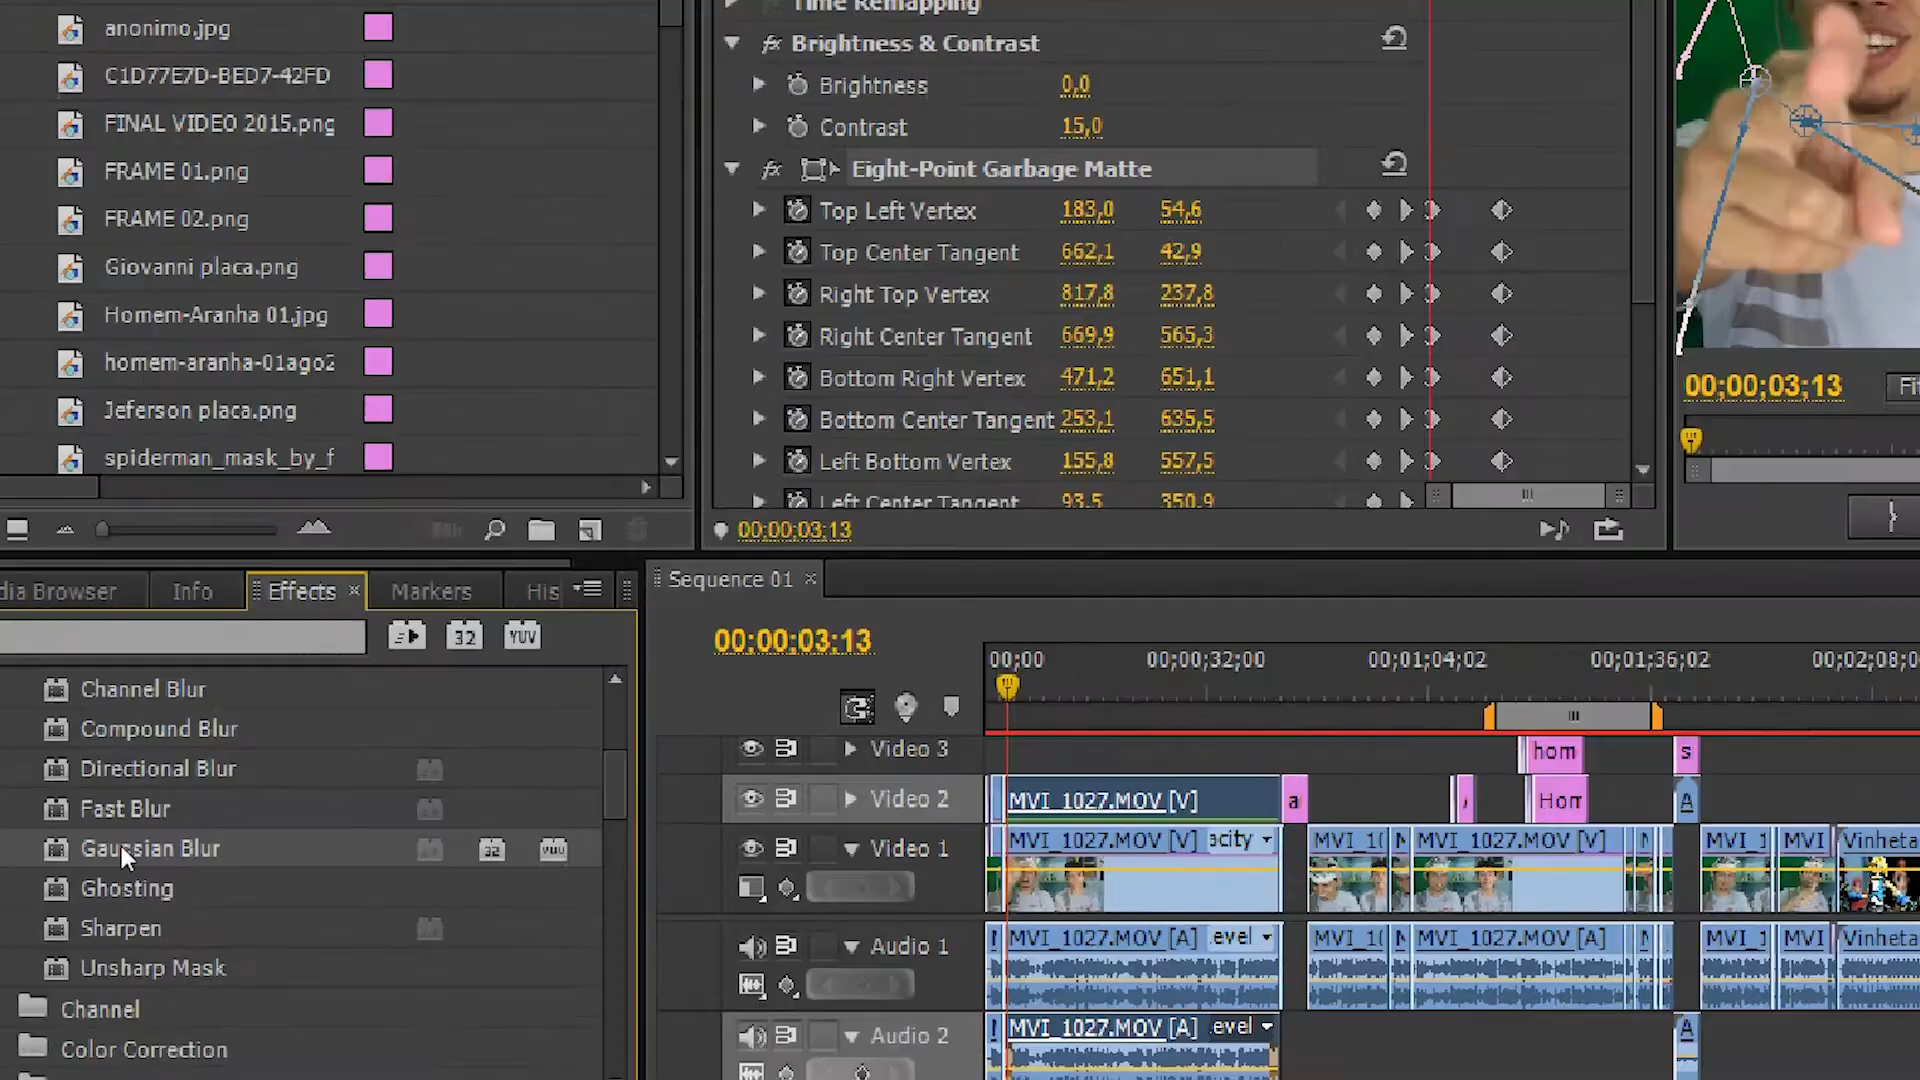 anonimo.jpg
C1D77E7D-BED7-42FD
FINAL VIDEO 2015.png
FRAME 01.png
FRAME 02.png
Giovanni placa.png
Homem-Aranha 01.jpg
homem-aranha-01ago2
Jeferson placa.png
spiderman_mask_by_f
Time Remapping
fx Brightness & Contrast
Brightness 0,0
Contrast 15,0
fx Eight-Point Garbage Matte
Top Left Vertex 183,0 54,6
Top Center Tangent 662,1 42,9
Right Top Vertex 817,8 237,8
Right Center Tangent 669,9 565,3
Bottom Right Vertex 471,2 651,1
Bottom Center Tangent 253,1 635,5
Left Bottom Vertex 155,8 557,5
Left Center Tangent 93,5 350,9
00;00;03;13
00;00;03;13 Fit
dia Browser Info Effects × Markers His
32 YUV
Channel Blur
Compound Blur
Directional Blur
Fast Blur
Gaussian Blur 32 YUV
Ghosting
Sharpen
Unsharp Mask
Channel
Color Correction
Sequence 01 ×
00;00;03;13
00;00 00;00;32;00 00;01;04;02 00;01;36;02 00;02;08;0
Video 3 hom s
Video 2 MVI_1027.MOV [V] a Hom A
Video 1 MVI_1027.MOV [V] acity MVI_10 M MVI_1027.MOV [V] MVI_1 MVI Vinheta
Audio 1 MVI_1027.MOV [A] evel MVI_10 M MVI_1027.MOV [A] MVI_1 MVI Vinheta
Audio 2 MVI_1027.MOV [A] evel A